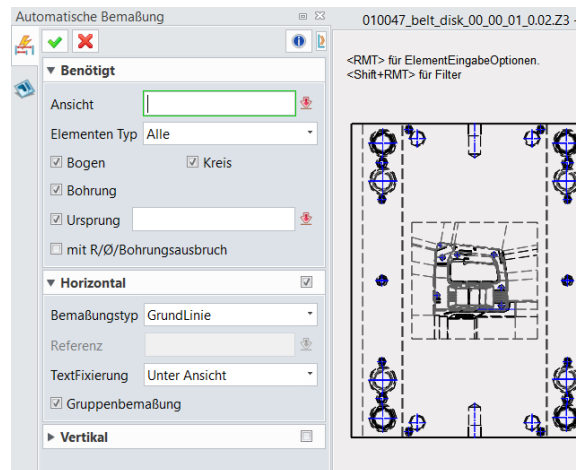 Automatische Bemaßung
010047_belt_disk_00_00_01_0.02.Z3 -
<RMT> für ElementEingabeOptionen.
<Shift+RMT> für Filter
Benötigt
Ansicht
Elementen Typ Alle
Bogen Kreis
Bohrung
Ursprung
mit R/Ø/Bohrungsausbruch
Horizontal
Bemaßungstyp GrundLinie
Referenz
TextFixierung Unter Ansicht
Gruppenbemaßung
Vertikal